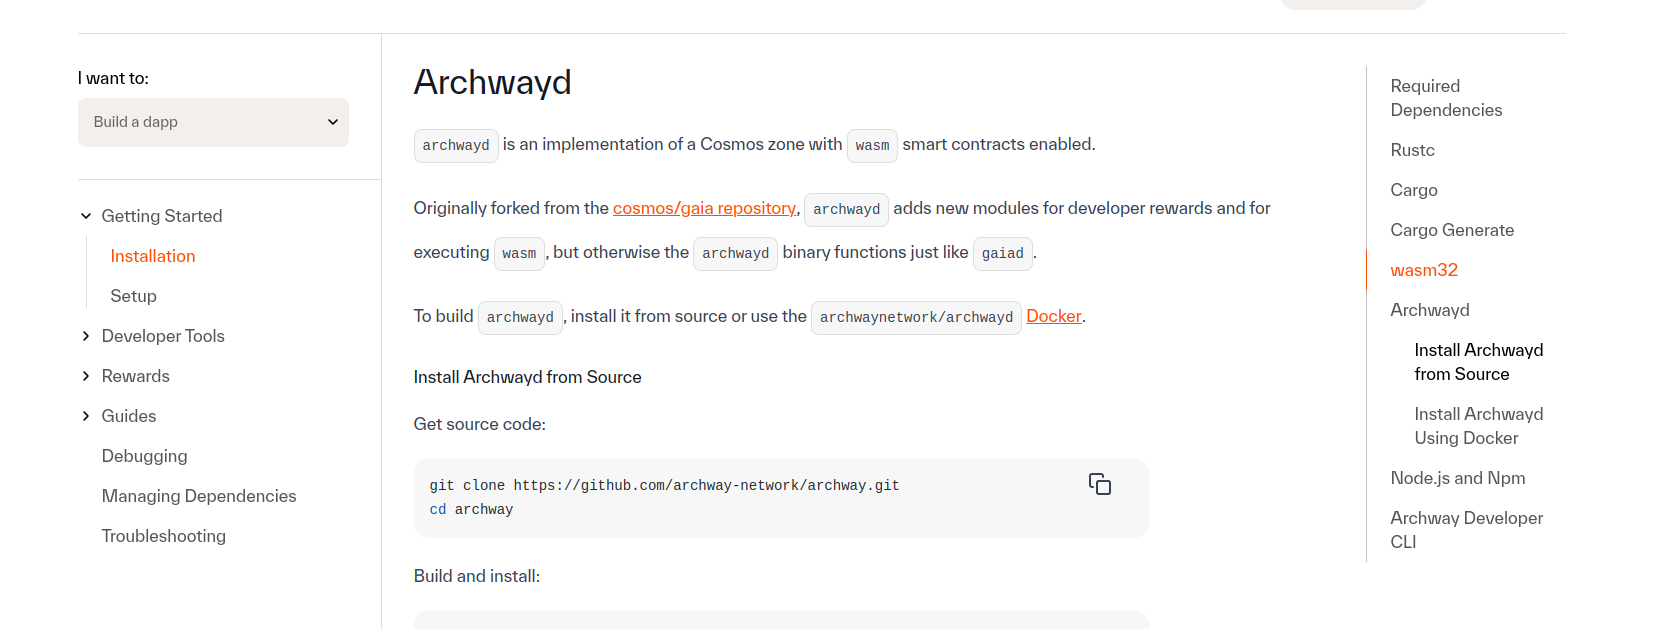 I want to:
Build a dapp
Getting Started
Installation
Setup
Developer Tools
Rewards
Guides
Debugging
Managing Dependencies
Troubleshooting
Archwayd
archwayd is an implementation of a Cosmos zone with wasm smart contracts enabled.
Originally forked from the cosmos/gaia repository, archwayd adds new modules for developer rewards and for
executing wasm, but otherwise the archwayd binary functions just like gaiad.
To build archwayd, install it from source or use the archwaynetwork/archwayd Docker.
Install Archwayd from Source
Get source code:
git clone https://github.com/archway-network/archway.git
cd archway
Build and install:
Required
Dependencies
Rustc
Cargo
Cargo Generate
wasm32
Archwayd
Install Archwayd
from Source
Install Archwayd
Using Docker
Node.js and Npm
Archway Developer
CLI